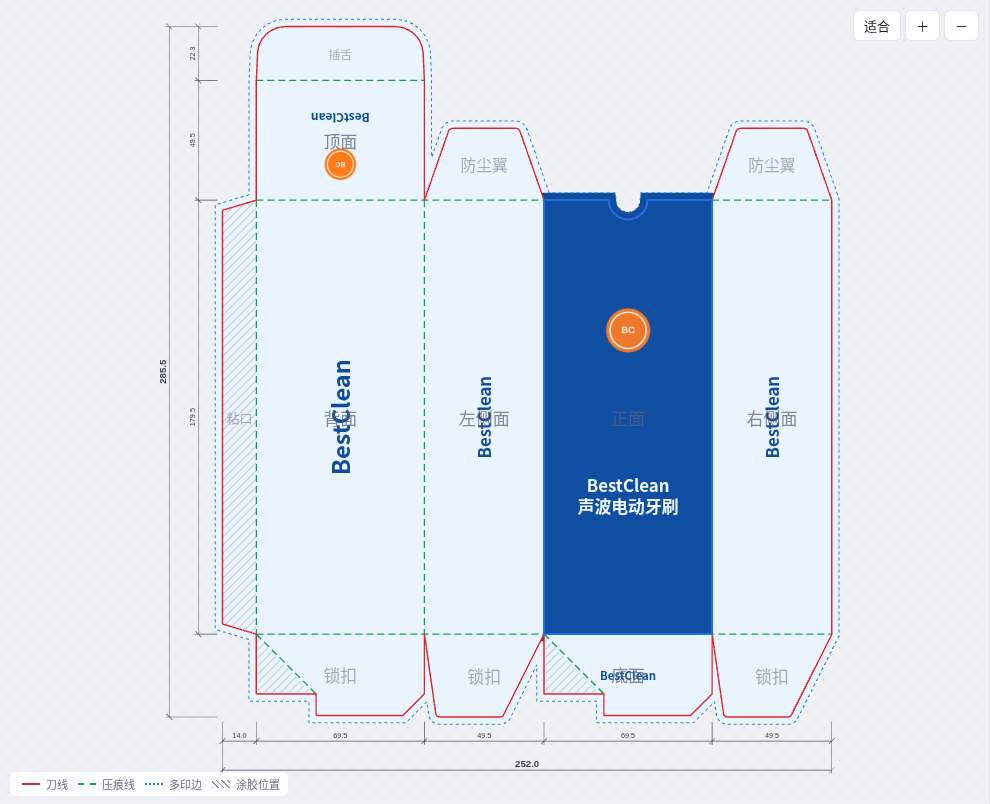 适合
+
−
插舌
22.3
BestClean
顶面
BC
49.5
防尘翼
防尘翼
BC
285.5
179.5
粘口
背面
BestClean
左侧面
BestClean
正面
右侧面
BestClean
BestClean
声波电动牙刷
锁扣
锁扣
底面
BestClean
锁扣
14.0
69.5
49.5
69.5
49.5
252.0
刀线
压痕线
多印边
涂胶位置